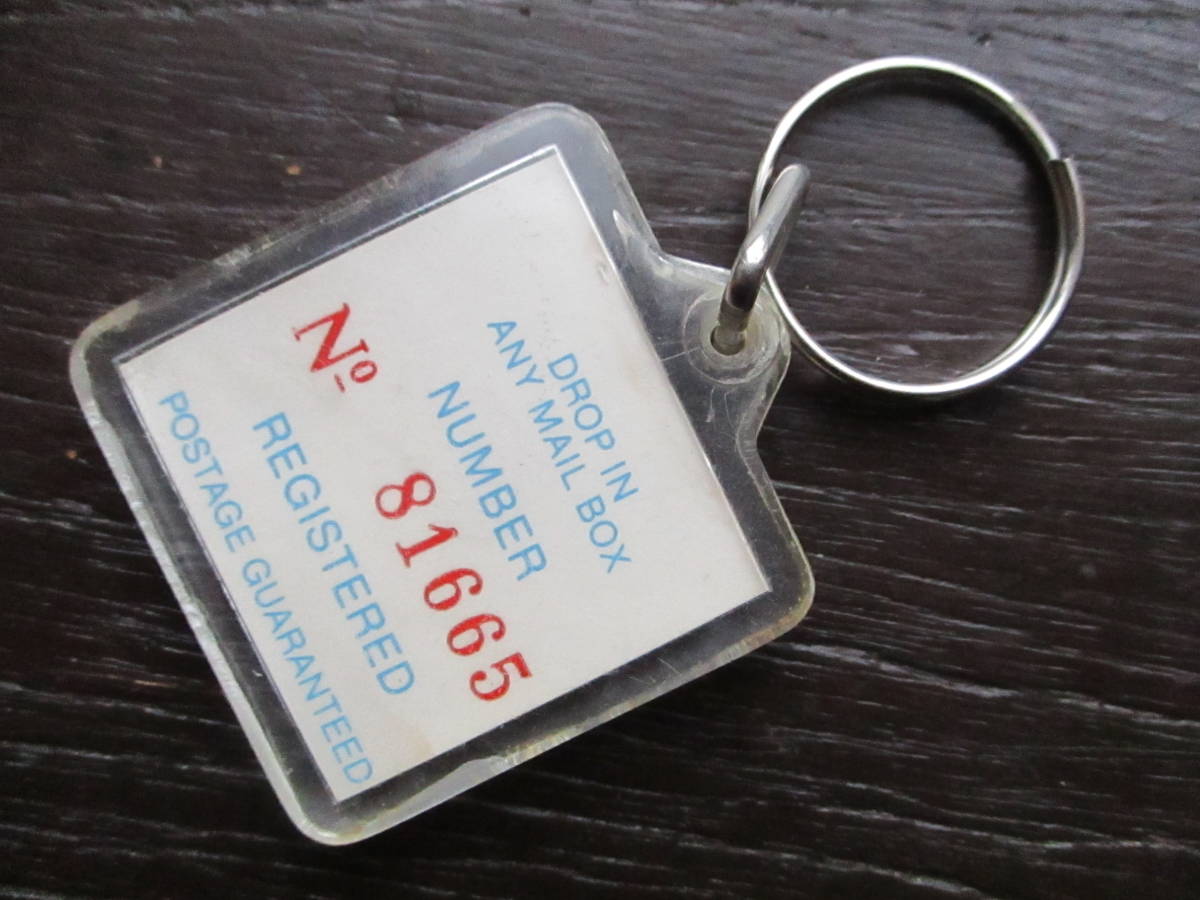 DROP IN
ANY MAIL BOX
NUMBER
Nº 81665
REGISTERED
POSTAGE GUARANTEED